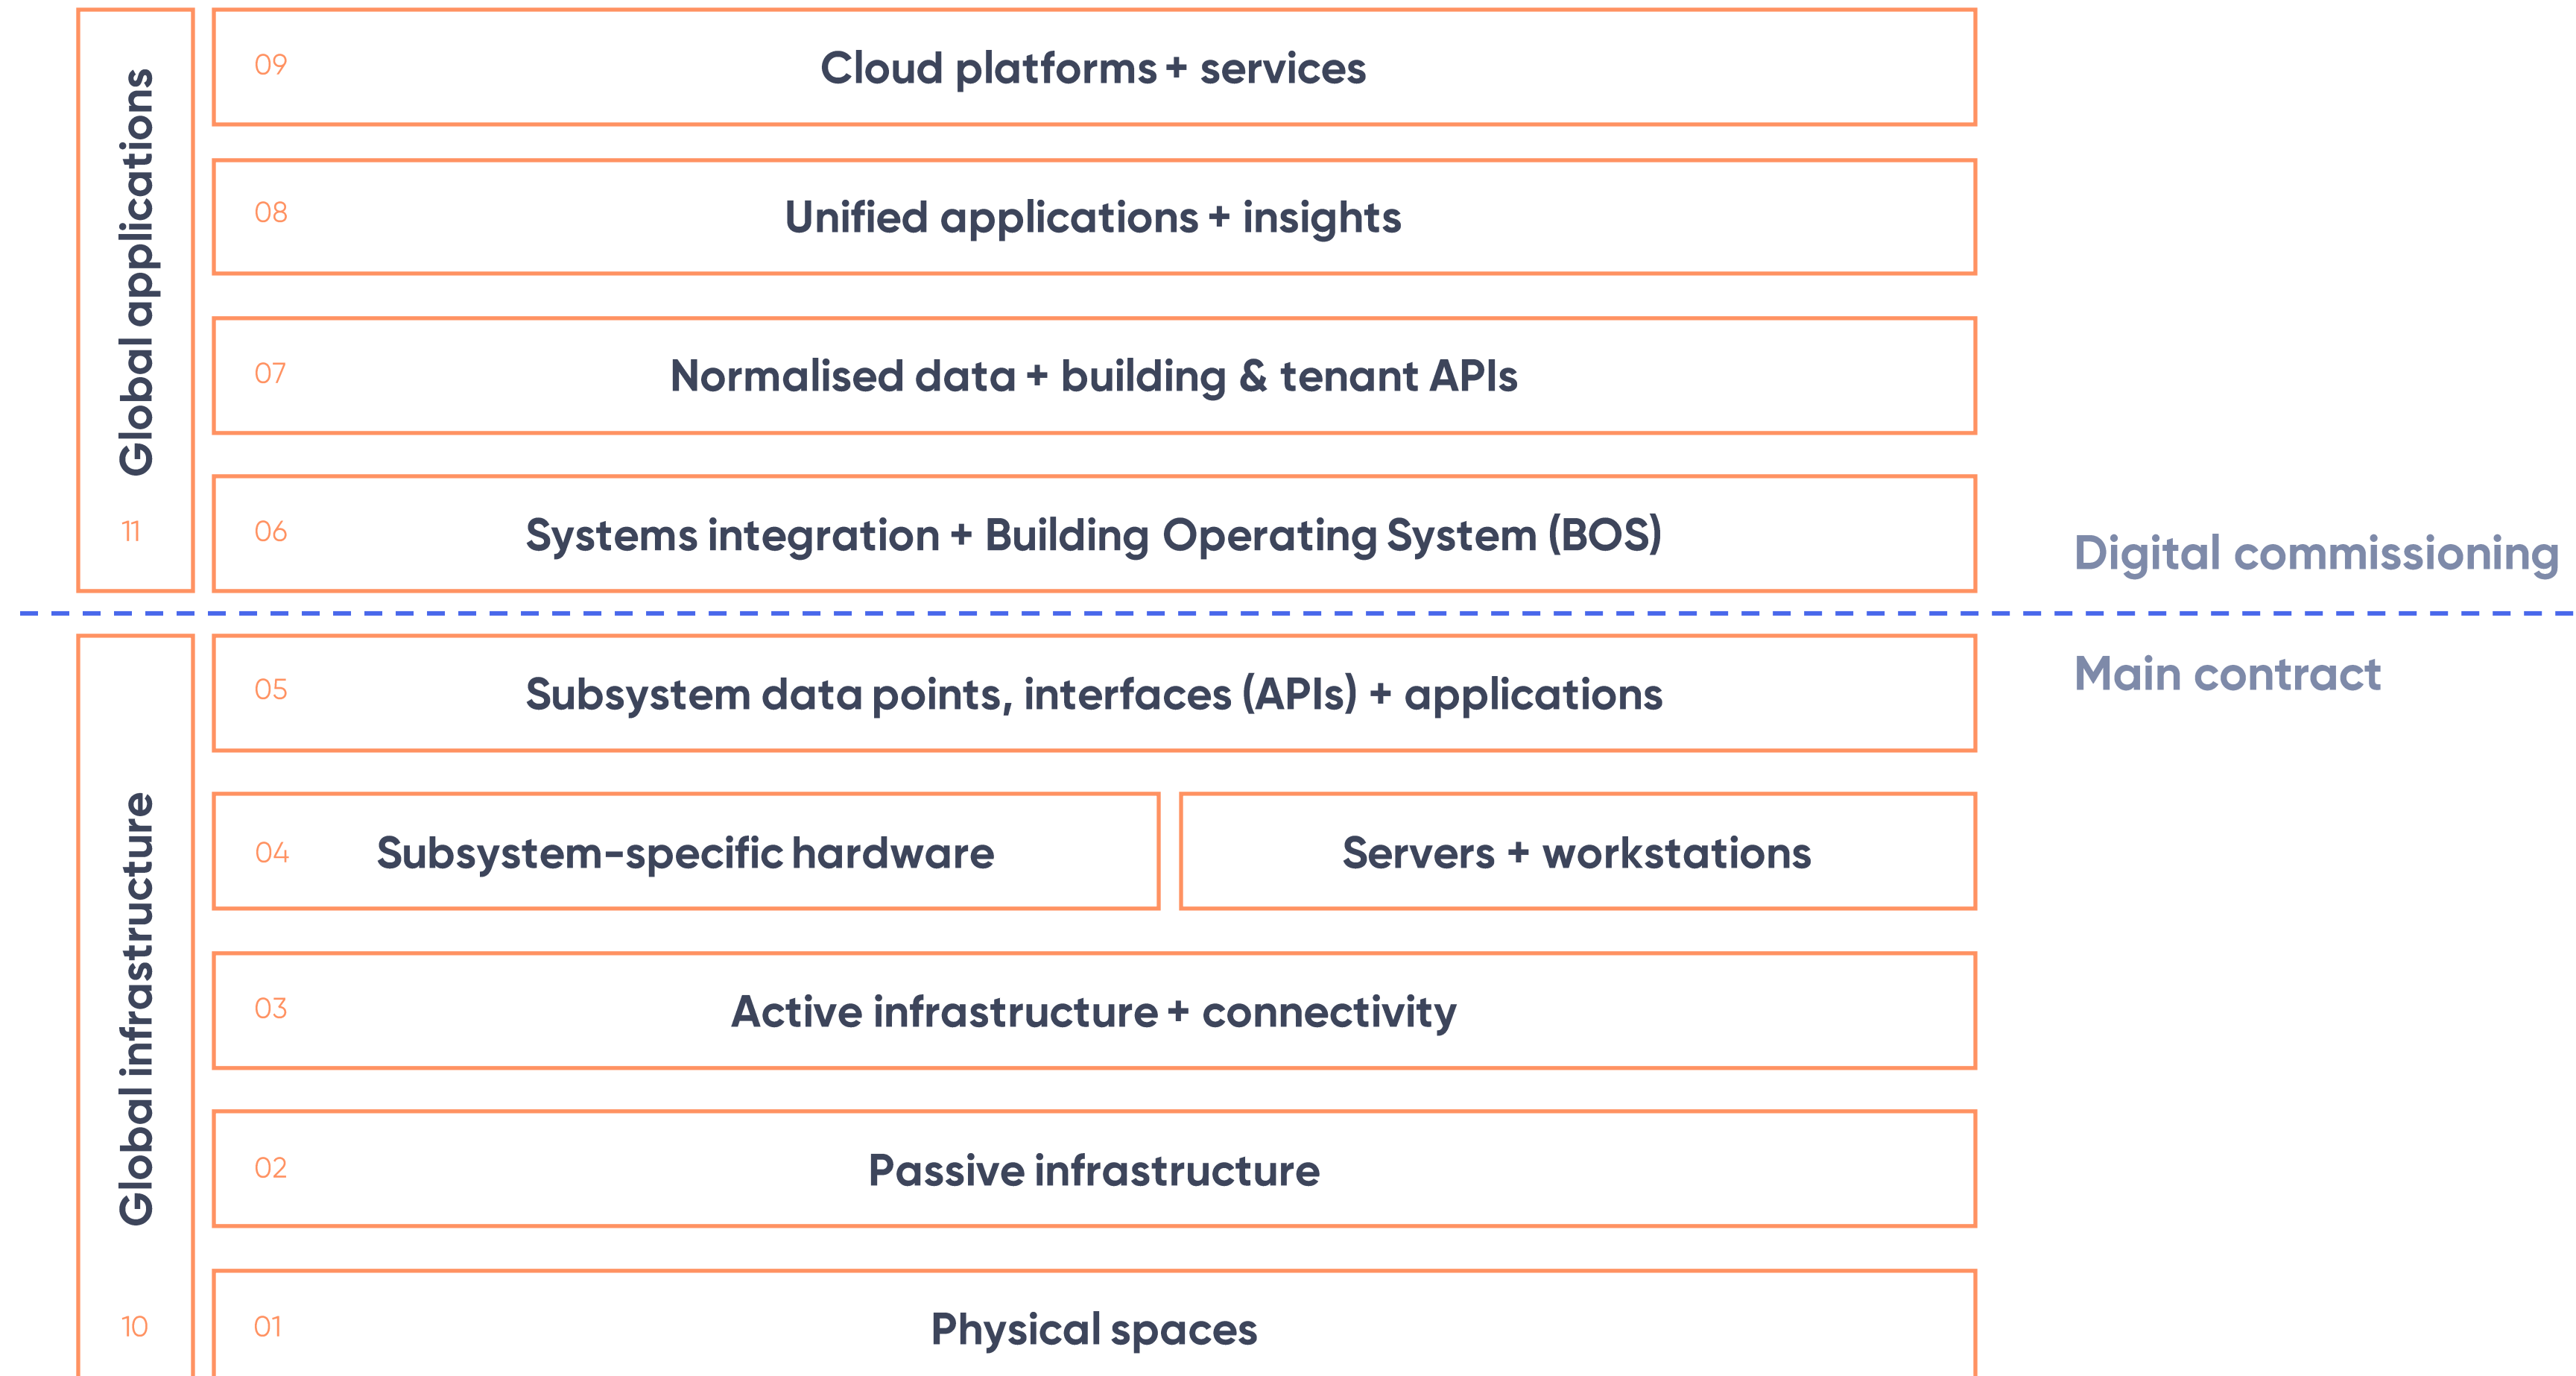 Global applications
11
09
Cloud platforms + services
08
Unified applications + insights
07
Normalised data + building & tenant APIs
06
Systems integration + Building Operating System (BOS)
Digital commissioning
Main contract
Global infrastructure
10
05
Subsystem data points, interfaces (APIs) + applications
04
Subsystem-specific hardware
Servers + workstations
03
Active infrastructure + connectivity
02
Passive infrastructure
01
Physical spaces